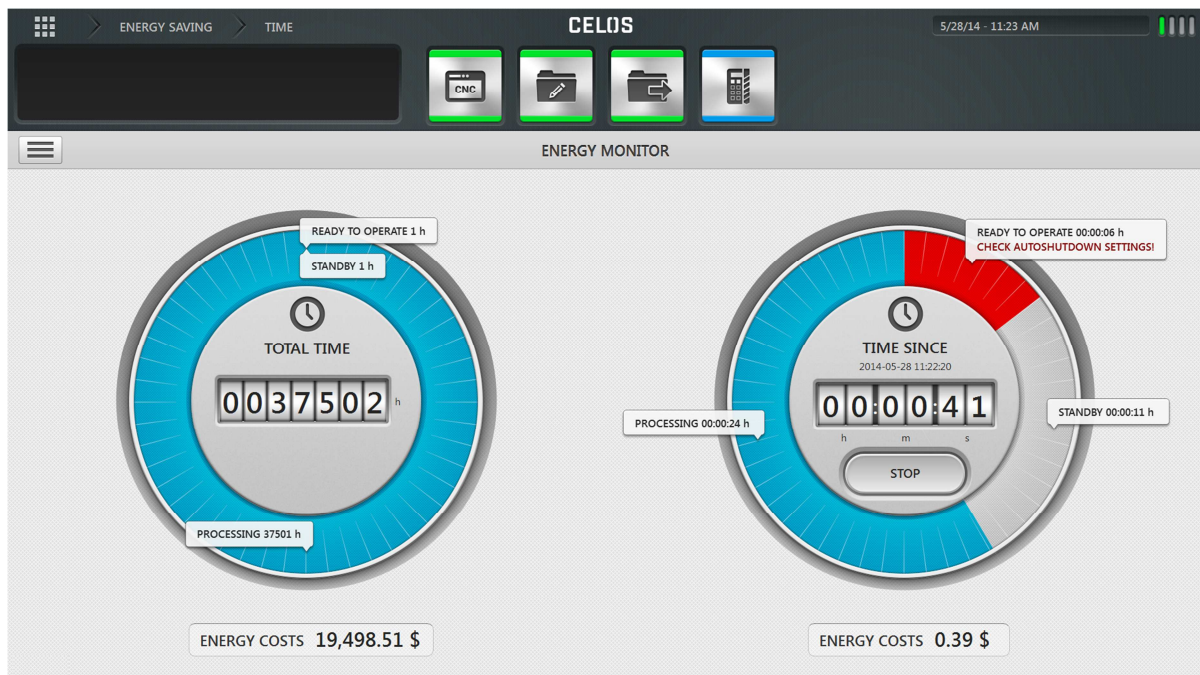 ENERGY SAVING
TIME
CELOS
5/28/14 - 11:23 AM
CNC
ENERGY MONITOR
READY TO OPERATE 1 h
STANDBY 1 h
TOTAL TIME
0037502 h
PROCESSING 37501 h
ENERGY COSTS 19,498.51 $
READY TO OPERATE 00:00:06 h
CHECK AUTOSHUTDOWN SETTINGS!
TIME SINCE
2014-05-28 11:22:20
00:00:41
h m s
PROCESSING 00:00:24 h
STANDBY 00:00:11 h
STOP
ENERGY COSTS 0.39 $